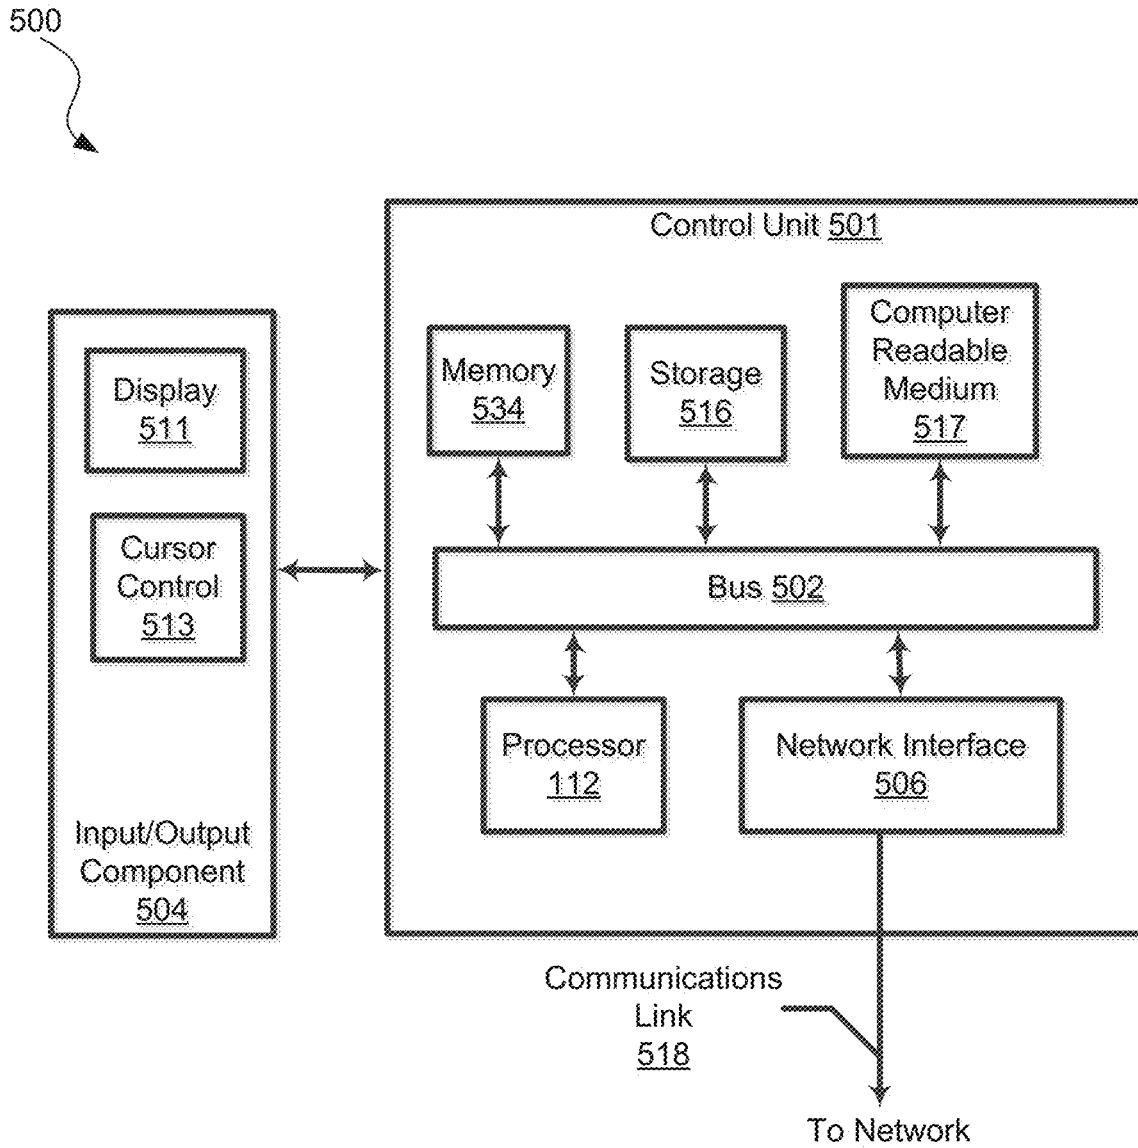 500
Control Unit 501
Computer
Readable
Medium
517
Memory
534
Storage
516
Display
511
Cursor
Control
513
Bus 502
Processor
112
Network Interface
506
Input/Output
Component
504
Communications
Link
518
To Network